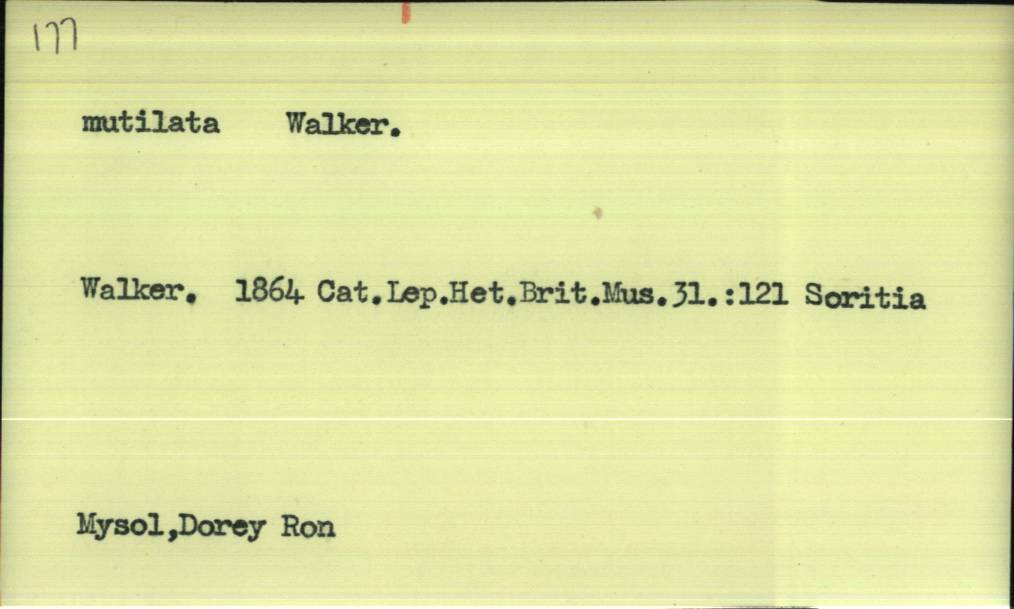 177
mutilata Walker.
Walker. 1864 Cat.Lep.Het.Brit.Mus.31.:121 Soritia
Mysol,Dorey Ron